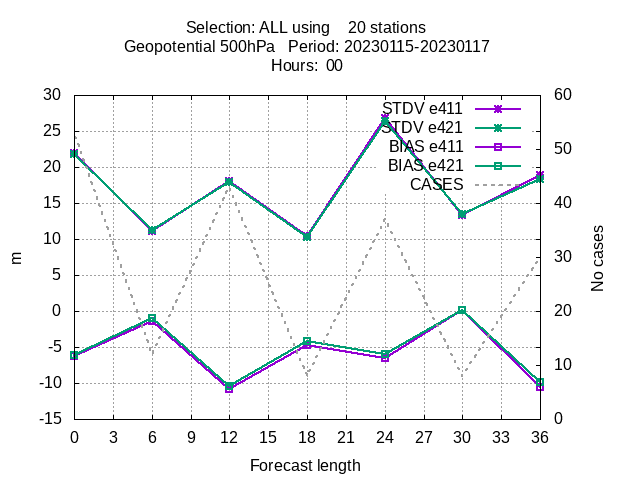 Selection: ALL using    20 stations
Geopotential 500hPa   Period: 20230115-20230117
Hours:  00
30
25
20
15
10
5
0
-5
-10
-15
m
60
50
40
30
20
10
0
No cases
STDV e411
STDV e421
BIAS e411
BIAS e421
CASES
0 3 6 9 12 15 18 21 24 27 30 33 36
Forecast length